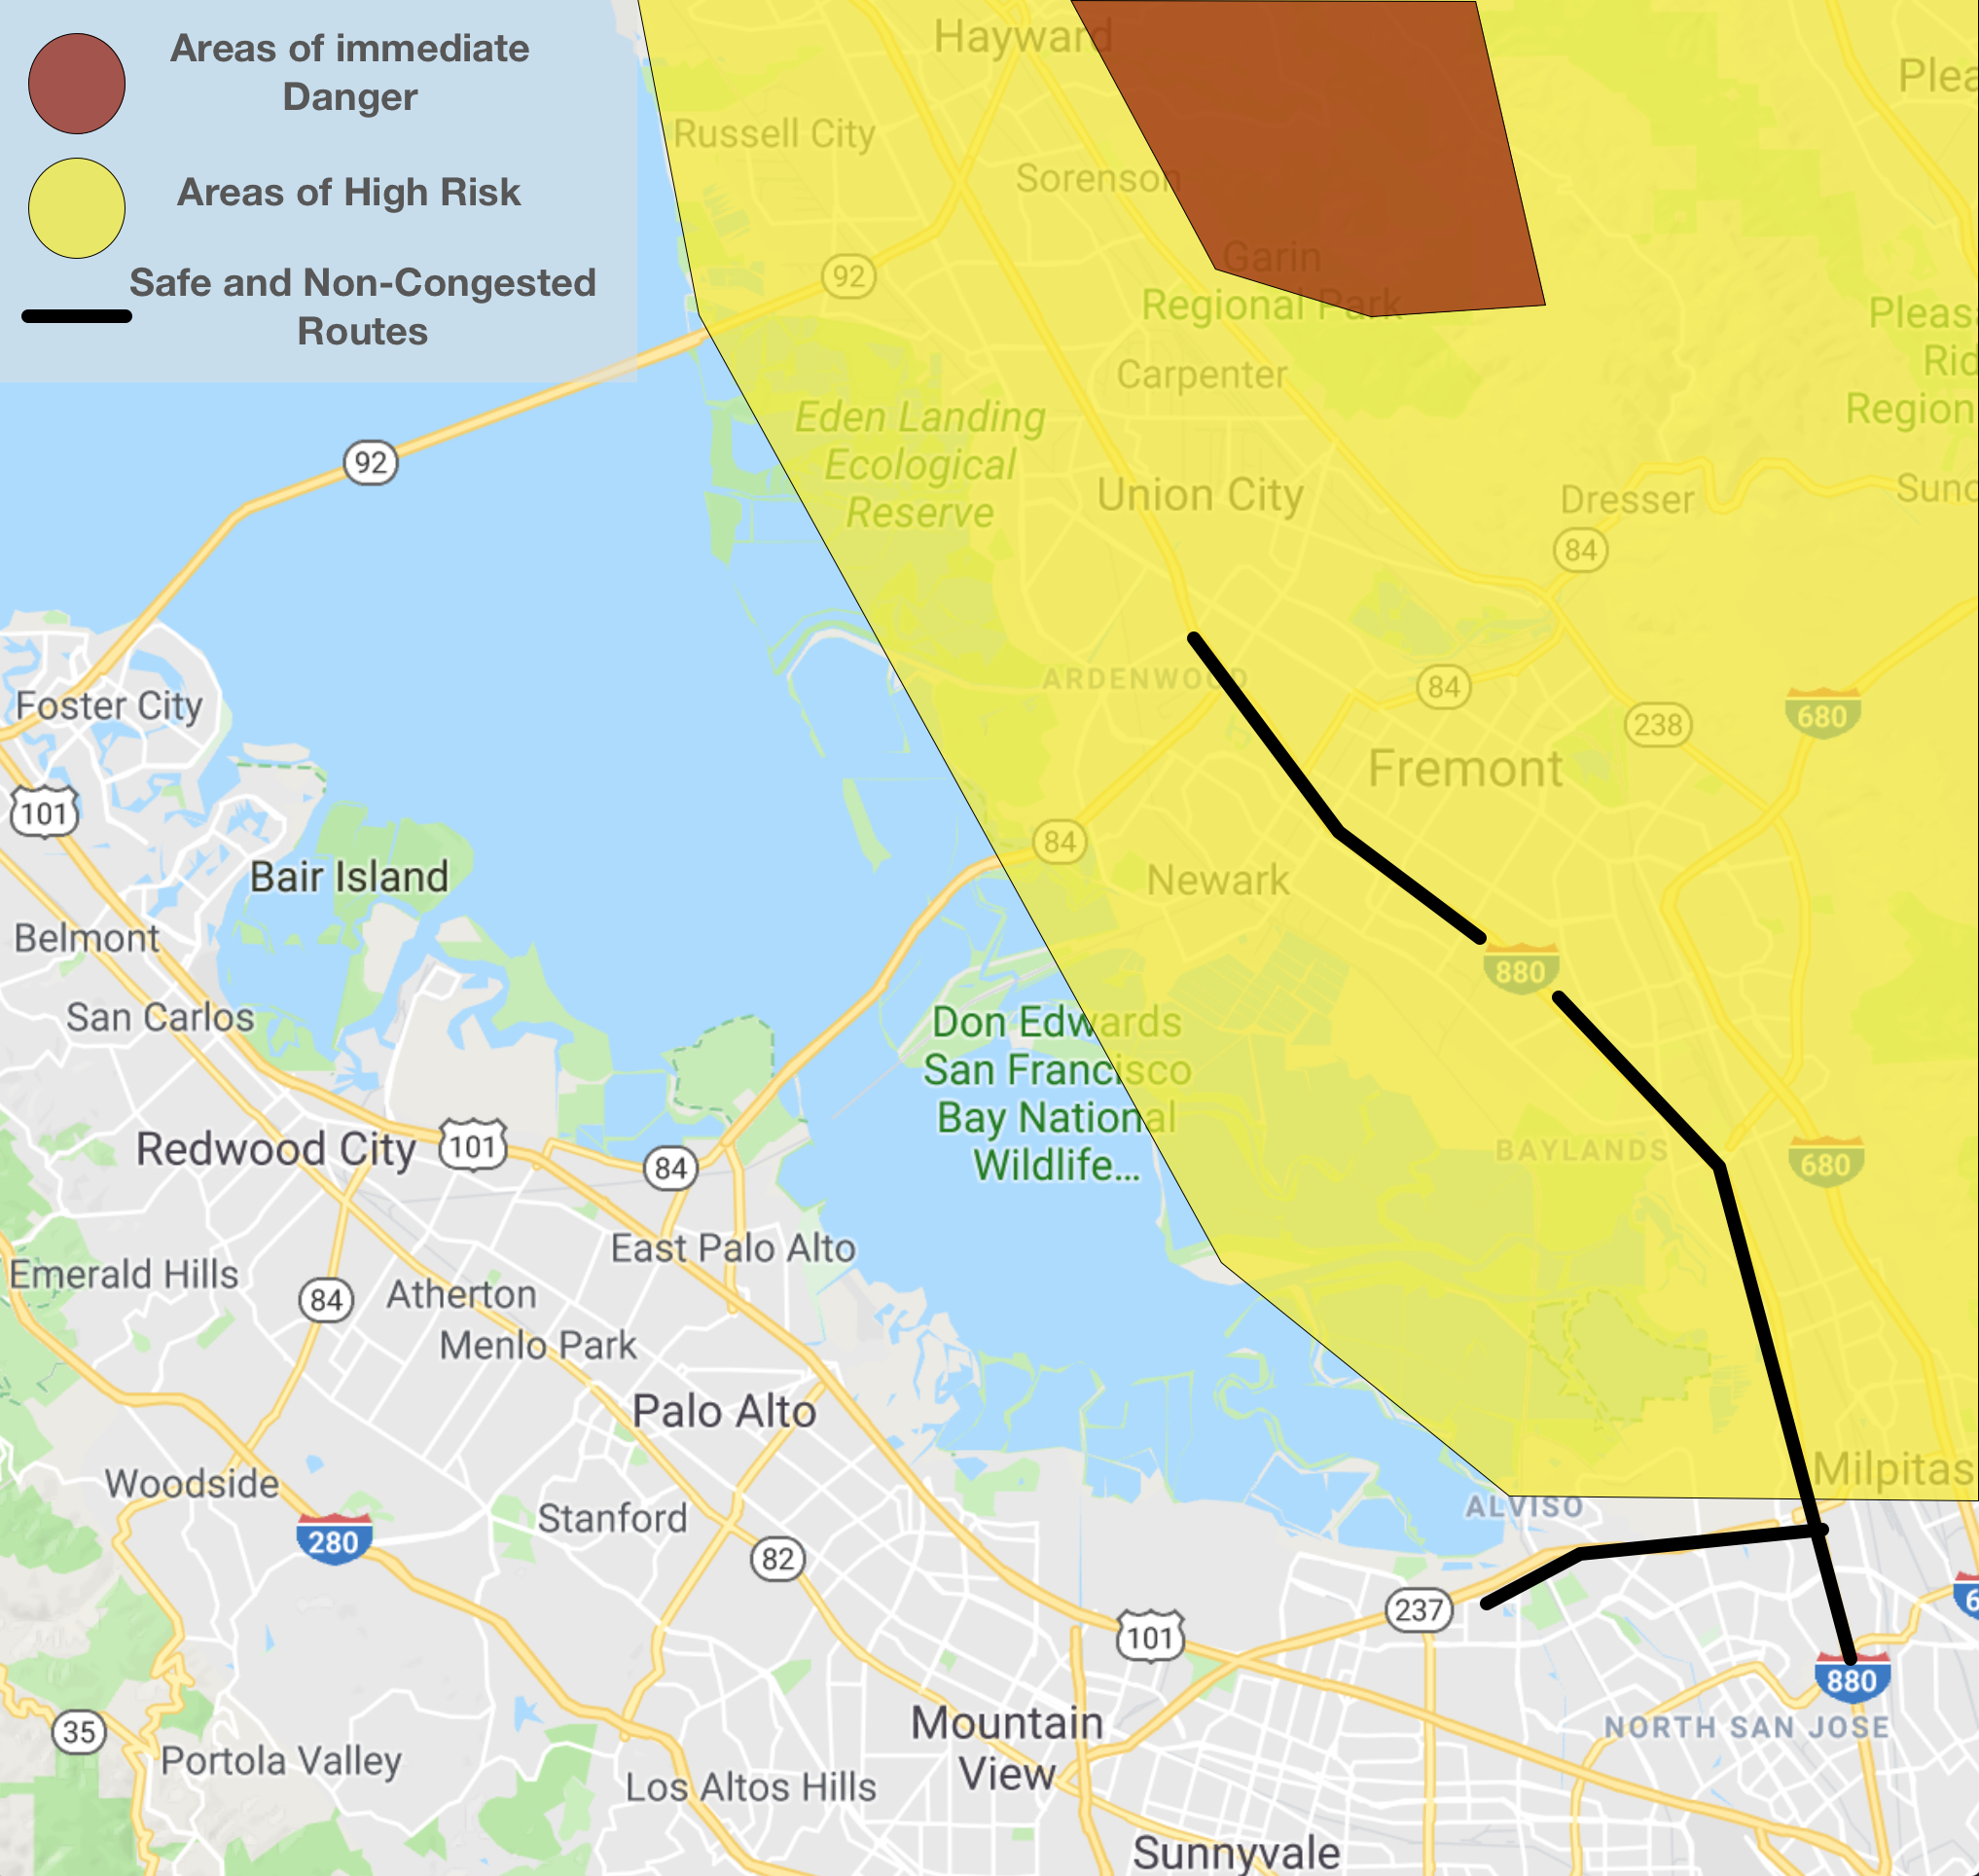 Areas of immediate
Danger
Areas of High Risk
Safe and Non-Congested
Routes
Hayward
Plea
Russell City
Sorenson
Garin
Regional Park
92
Pleas
Rid
Region
Carpenter
Eden Landing
Ecological
Reserve
92
Union City
Dresser
Suno
84
ARDENWOOD
84
Foster City
238
680
Fremont
101
84
Bair Island
Newark
Belmont
880
San Carlos
Don Edwards
San Francisco
Bay National
Wildlife...
Redwood City
101
84
BAYLANDS
680
East Palo Alto
Emerald Hills
84
Atherton
Menlo Park
Palo Alto
Milpitas
Woodside
ALVISO
Stanford
280
82
6
237
101
880
35
Mountain
View
NORTH SAN JOSE
Portola Valley
Los Altos Hills
Sunnyvale